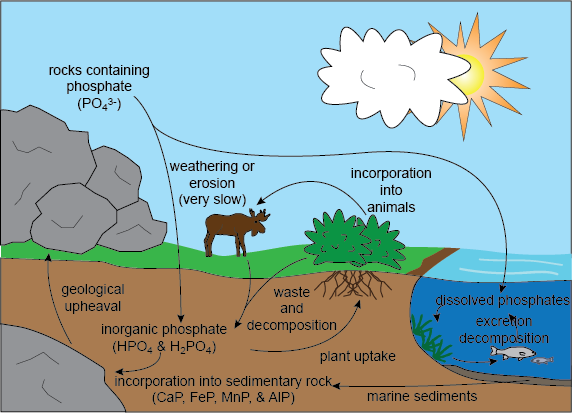 rocks containing
phosphate
(PO₄³-)
weathering or
erosion
(very slow)
incorporation
into
animals
geological
upheaval
waste
and
decomposition
dissolved phosphates
excretion
decomposition
inorganic phosphate
(HPO₄ & H₂PO₄)
plant uptake
incorporation into sedimentary rock
(CaP, FeP, MnP, & AlP)
marine sediments